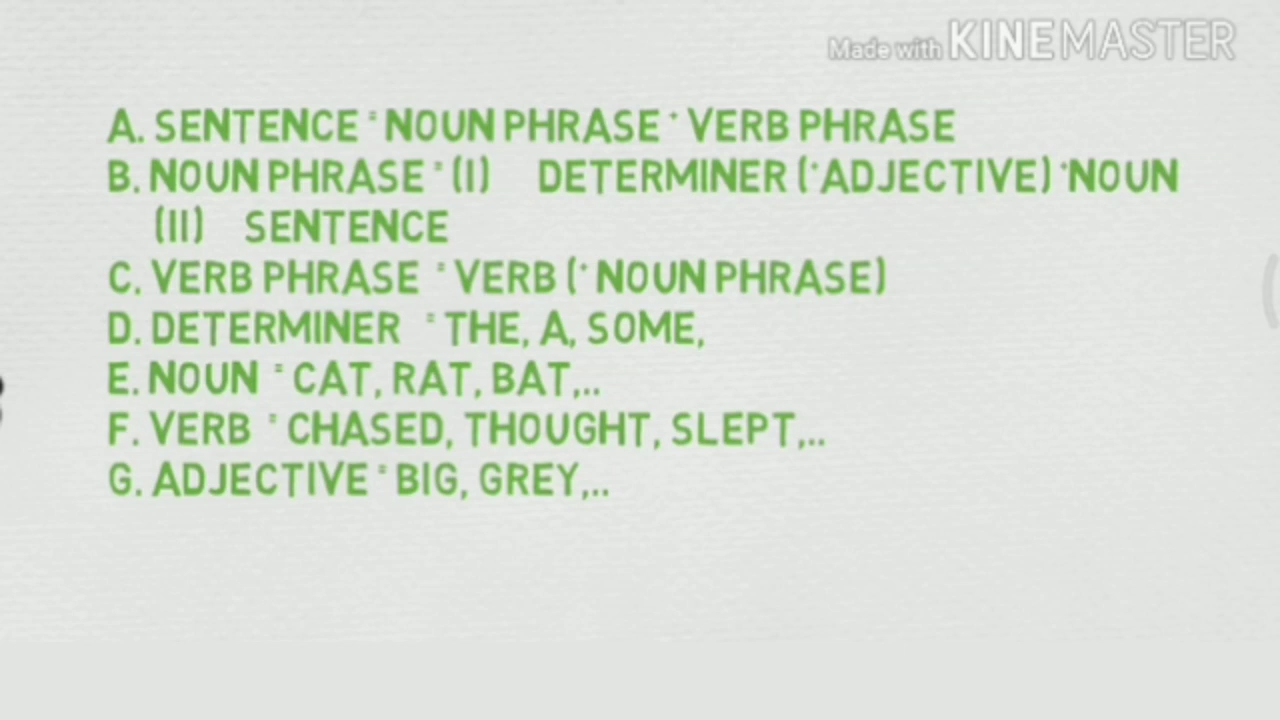 Made with KINEMASTER
A. SENTENCE = NOUN PHRASE + VERB PHRASE
B. NOUN PHRASE = (I) DETERMINER (+ADJECTIVE) +NOUN
(II) SENTENCE
C. VERB PHRASE = VERB (+ NOUN PHRASE)
D. DETERMINER = THE, A, SOME,
E. NOUN = CAT, RAT, BAT,..
F. VERB = CHASED, THOUGHT, SLEPT,..
G. ADJECTIVE = BIG, GREY,..